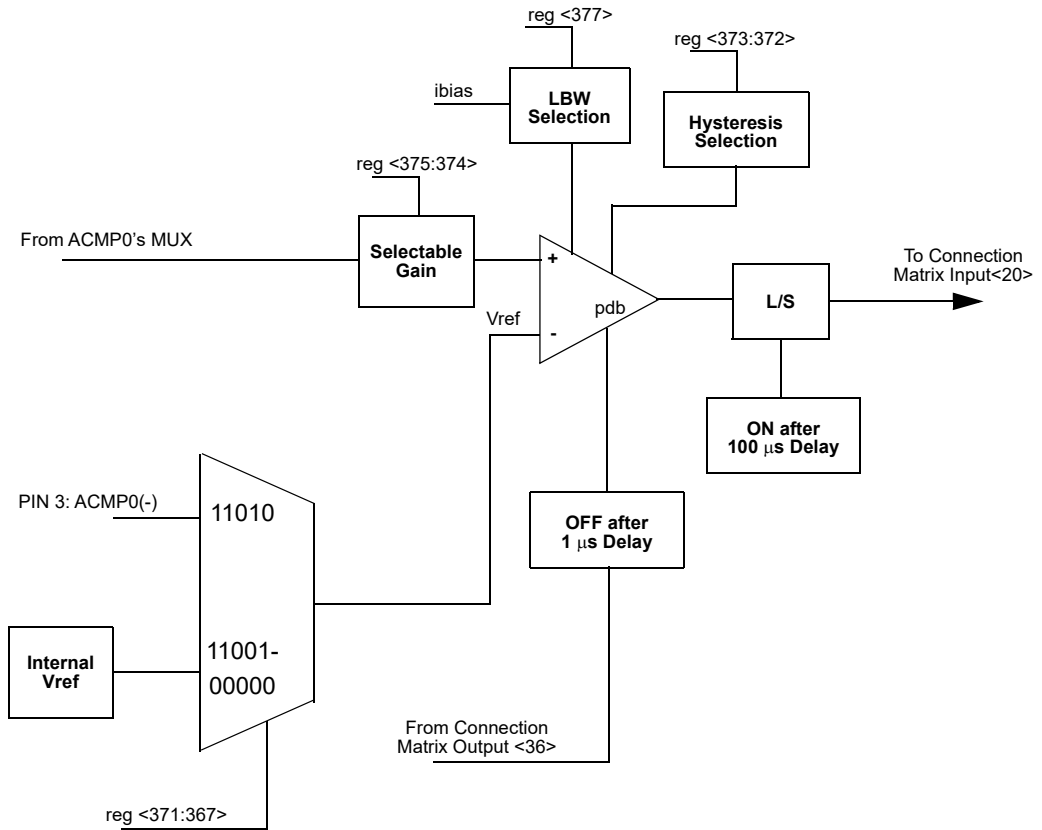 reg <377>
reg <373:372>
ibias
LBW
Selection
Hysteresis
Selection
reg <375:374>
From ACMP0’s MUX
Selectable
Gain
+
To Connection
Matrix Input<20>
L/S
pdb
Vref
-
ON after
100 μs Delay
PIN 3: ACMP0(-)
11010
OFF after
1 μs Delay
Internal
Vref
11001-
00000
From Connection
Matrix Output <36>
reg <371:367>